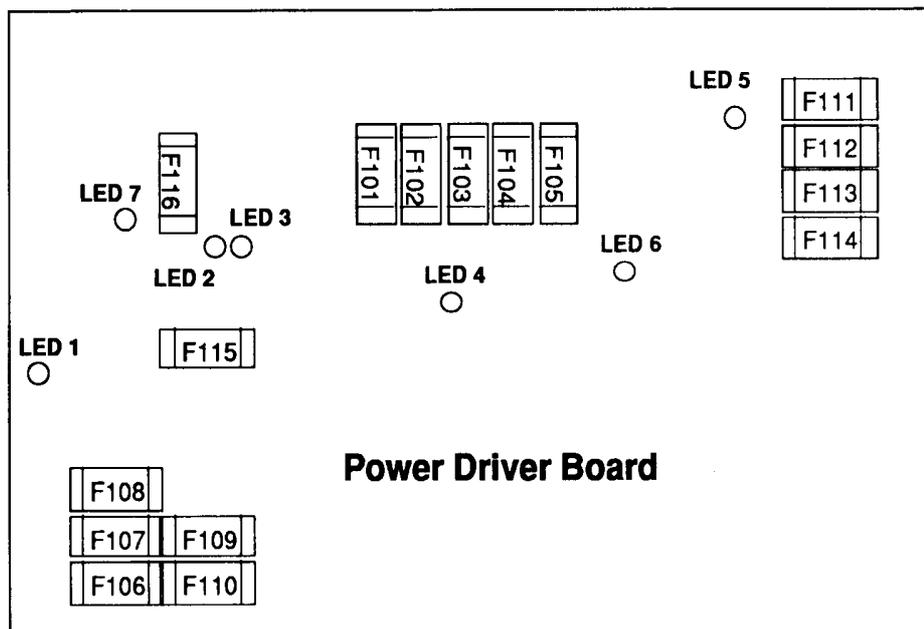 LED 5
F111
F112
F113
F114
F116
LED 7
LED 3
LED 2
F101
F102
F103
F104
F105
LED 6
LED 4
LED 1
F115
Power Driver Board
F108
F107 F109
F106 F110